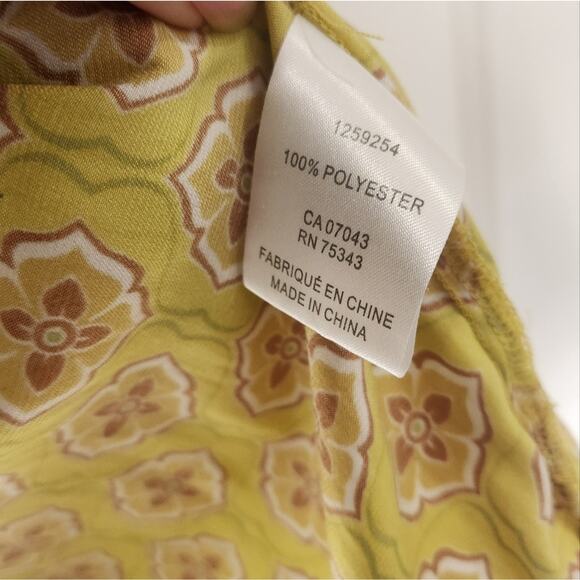 1259254
100% POLYESTER
CA 07043
RN 75343
FABRIQUÉ EN CHINE
MADE IN CHINA